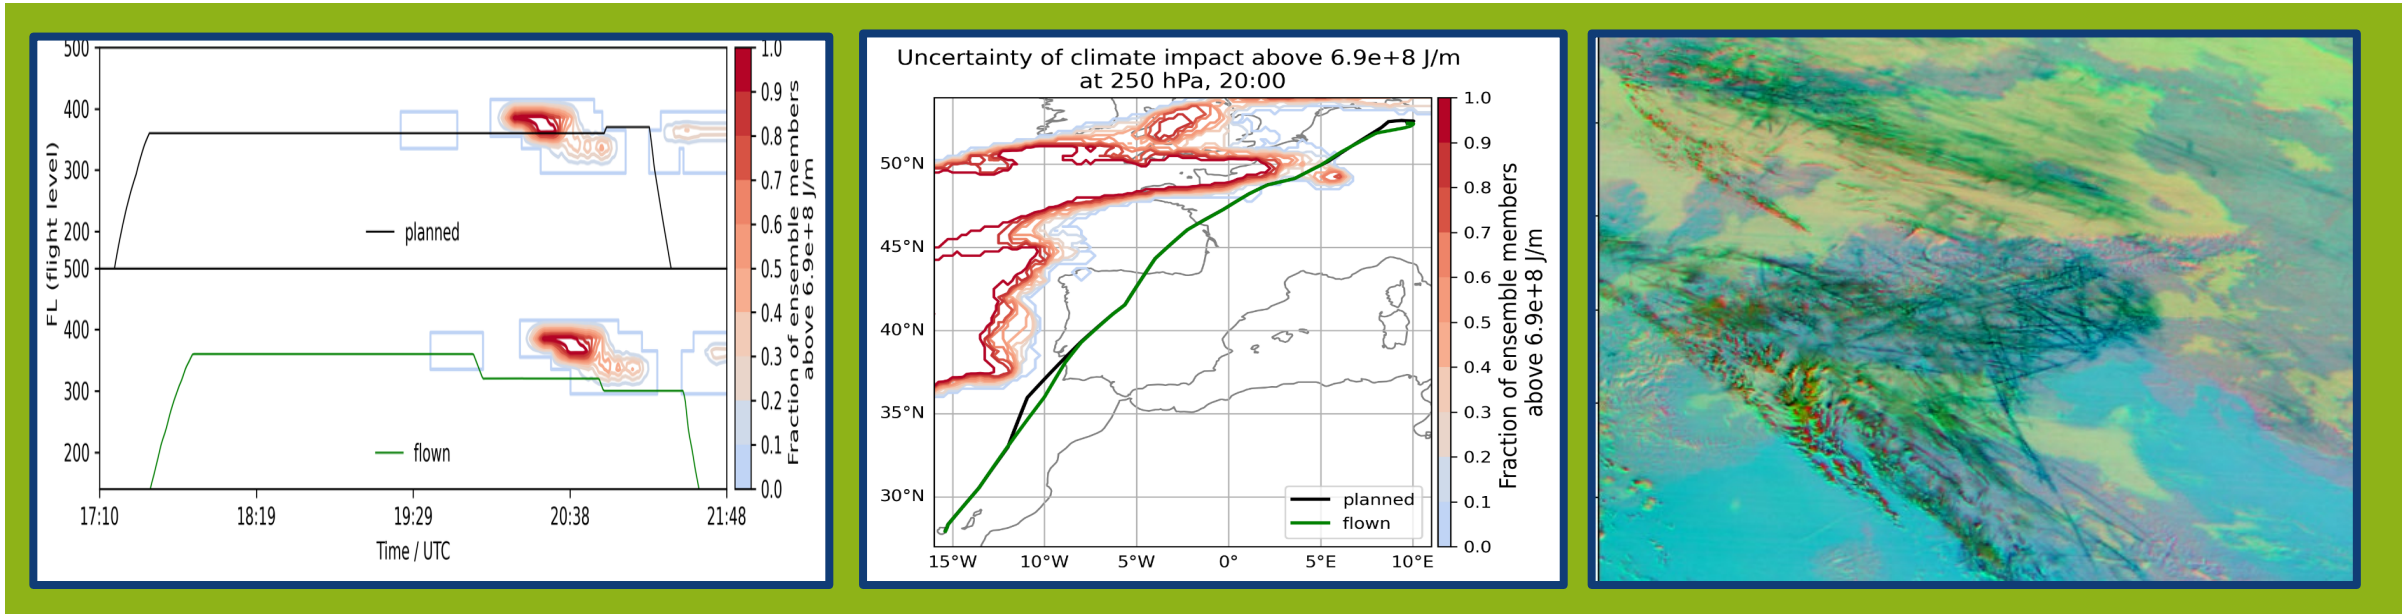 500
400
300
200
500
400
300
200
FL (flight level)
planned
flown
17:10
18:19
19:29
20:38
21:48
Time / UTC
1.0
0.9
0.8
0.7
0.6
0.5
0.4
0.3
0.2
0.1
0.0
Fraction of ensemble members
above 6.9e+8 J/m
Uncertainty of climate impact above 6.9e+8 J/m
at 250 hPa, 20:00
50°N
45°N
40°N
35°N
30°N
15°W
10°W
5°W
0°
5°E
10°E
planned
flown
1.0
0.9
0.8
0.7
0.6
0.5
0.4
0.3
0.2
0.1
0.0
Fraction of ensemble members
above 6.9e+8 J/m